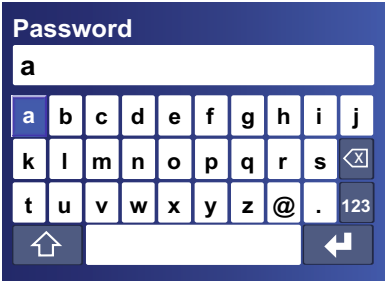 Password
a
a b c d e f g h i j
k l m n o p q r s
t u v w x y z @ . 123